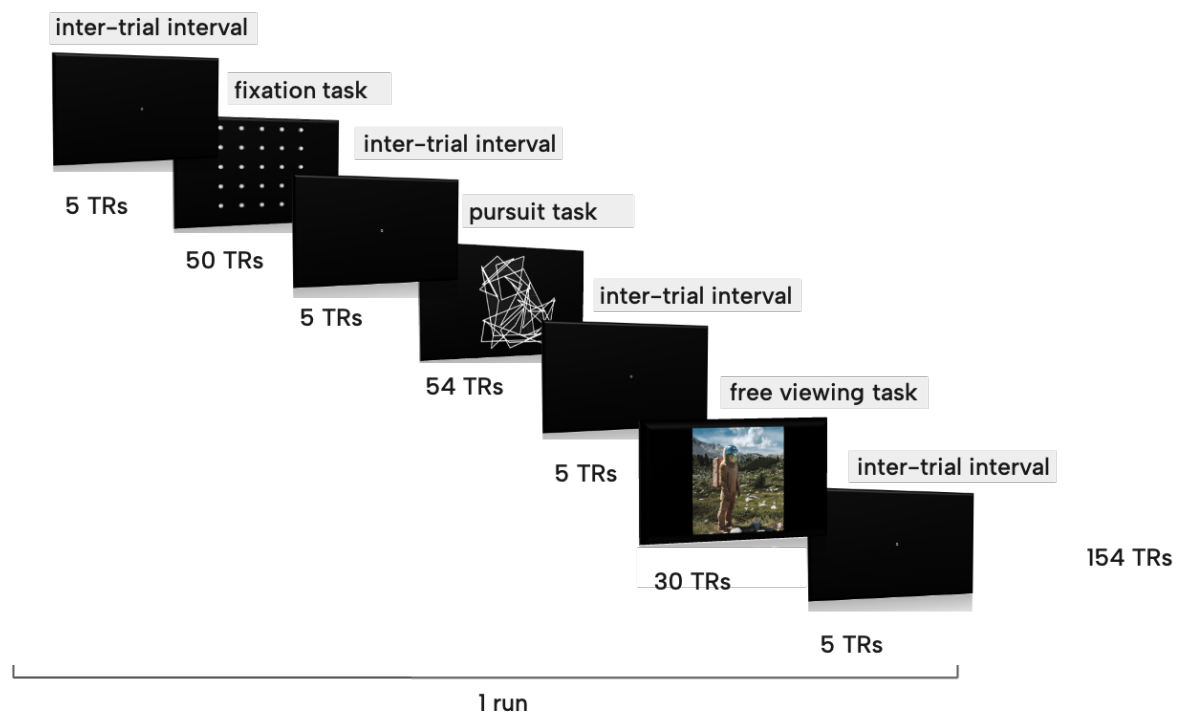 inter-trial interval
fixation task
inter-trial interval
5 TRs
pursuit task
50 TRs
inter-trial interval
5 TRs
54 TRs
free viewing task
inter-trial interval
5 TRs
154 TRs
30 TRs
5 TRs
1 run